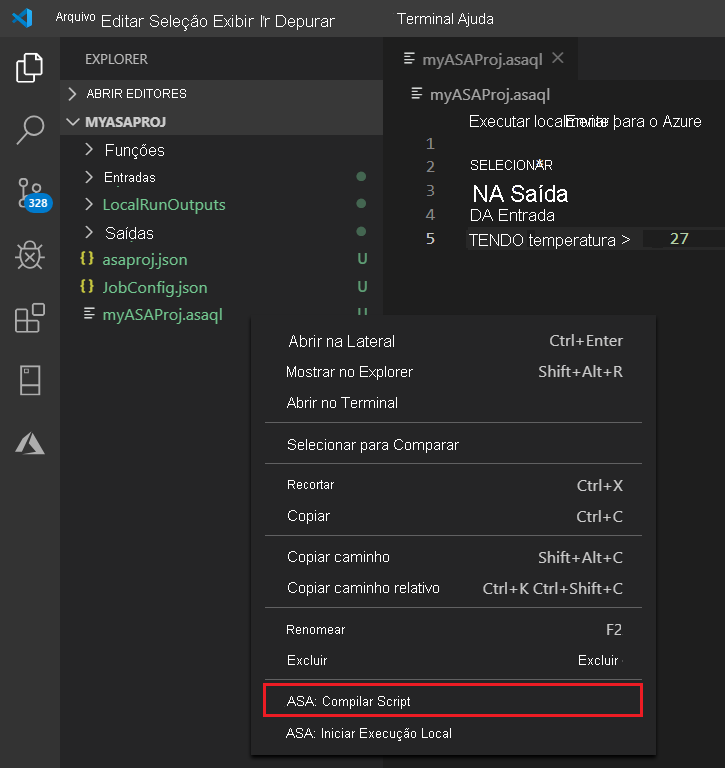 Arquivo Editar Seleção Exibir Ir Depurar Terminal Ajuda
EXPLORER
ABRIR EDITORES
MYASAPROJ
Funções
Entradas
LocalRunOutputs
Saídas
{} asaproj.json U
{} JobConfig.json U
myASAProj.asaql U
328
myASAProj.asaql
myASAProj.asaql
Executar localmente Enviar para o Azure
1
2 SELECIONAR *
3 NA Saída
4 DA Entrada
5 TENDO temperatura > 27
Abrir na Lateral Ctrl+Enter
Mostrar no Explorer Shift+Alt+R
Abrir no Terminal
Selecionar para Comparar
Recortar Ctrl+X
Copiar Ctrl+C
Copiar caminho Shift+Alt+C
Copiar caminho relativo Ctrl+K Ctrl+Shift+C
Renomear F2
Excluir Excluir
ASA: Compilar Script
ASA: Iniciar Execução Local